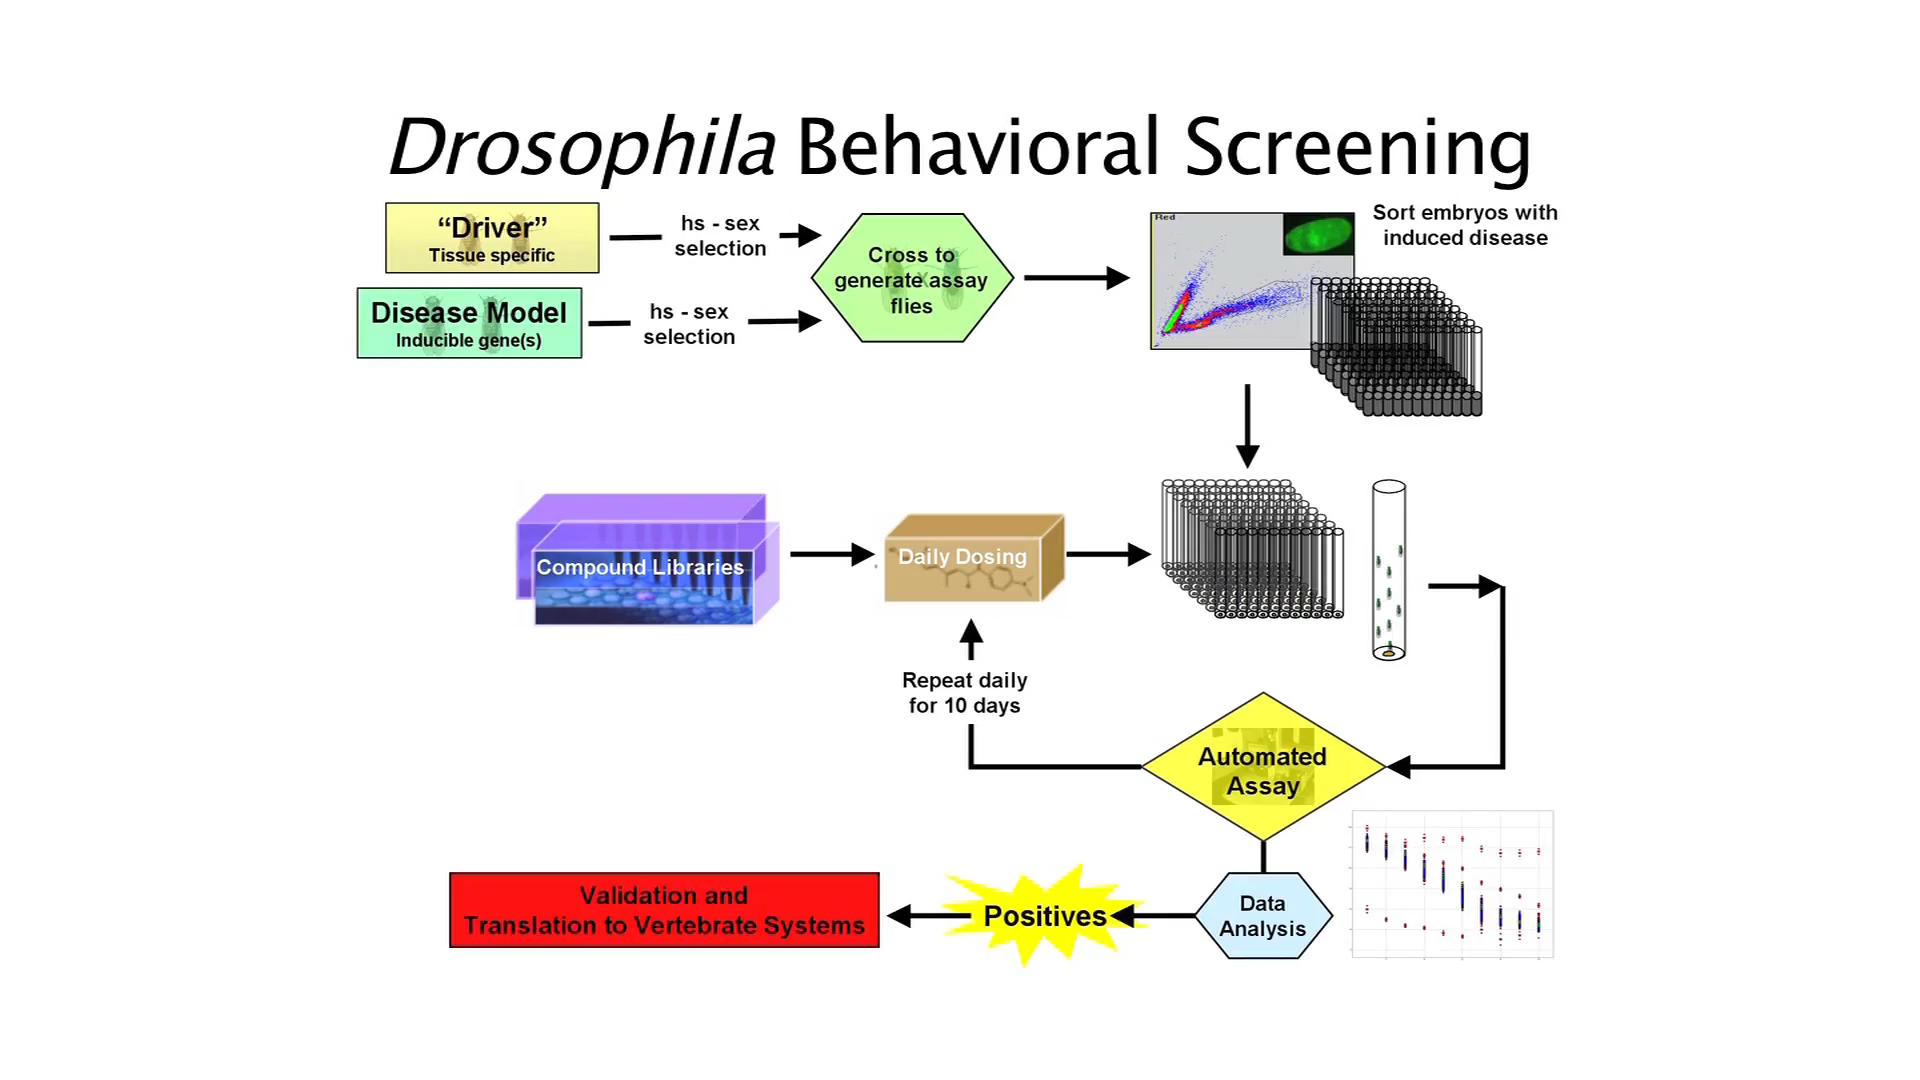 Drosophila Behavioral Screening
“Driver”
Tissue specific
hs - sex
selection
Disease Model
Inducible gene(s)
hs - sex
selection
Cross to
generate assay
flies
x
Red
Sort embryos with
induced disease
Compound Libraries
Daily Dosing
Repeat daily
for 10 days
Automated
Assay
Data
Analysis
Positives
Validation and
Translation to Vertebrate Systems